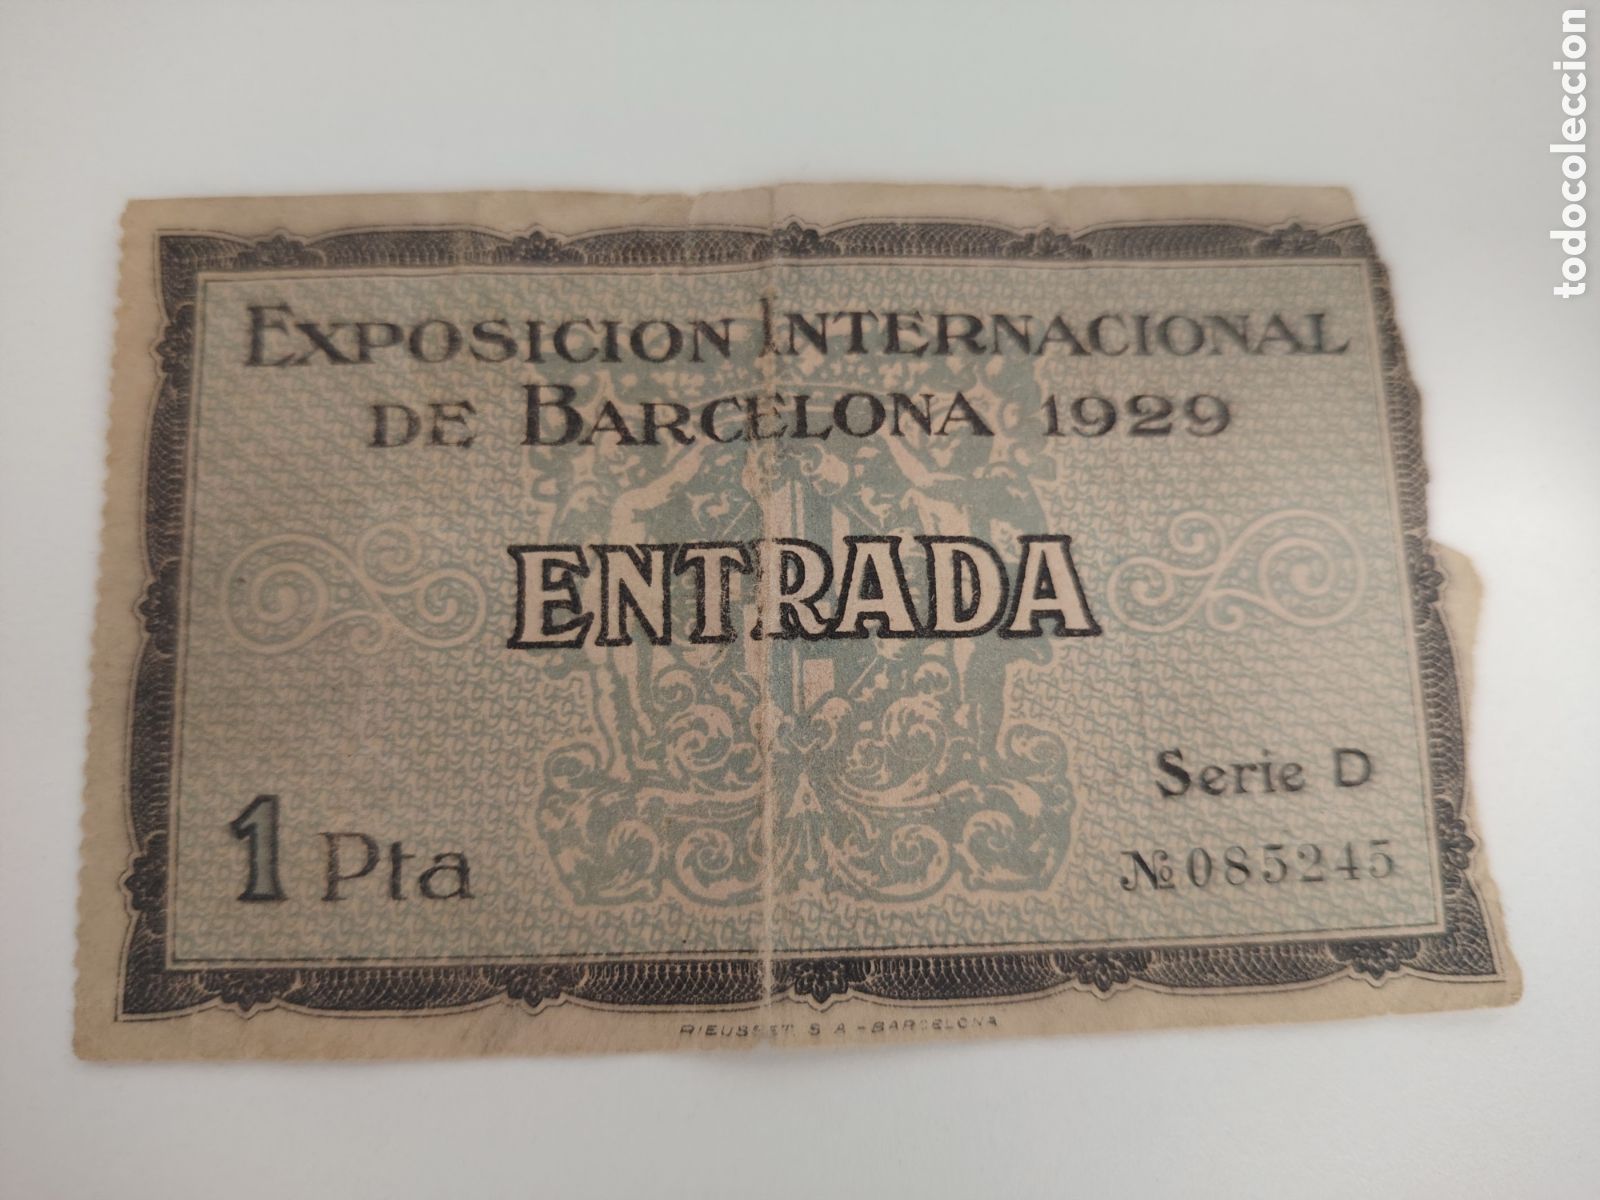 EXPOSICION INTERNACIONAL
DE BARCELONA 1929
ENTRADA
Serie D
1 Pta
№ 085245
RIEUSSET. S A - BARCELONA
todocoleccion